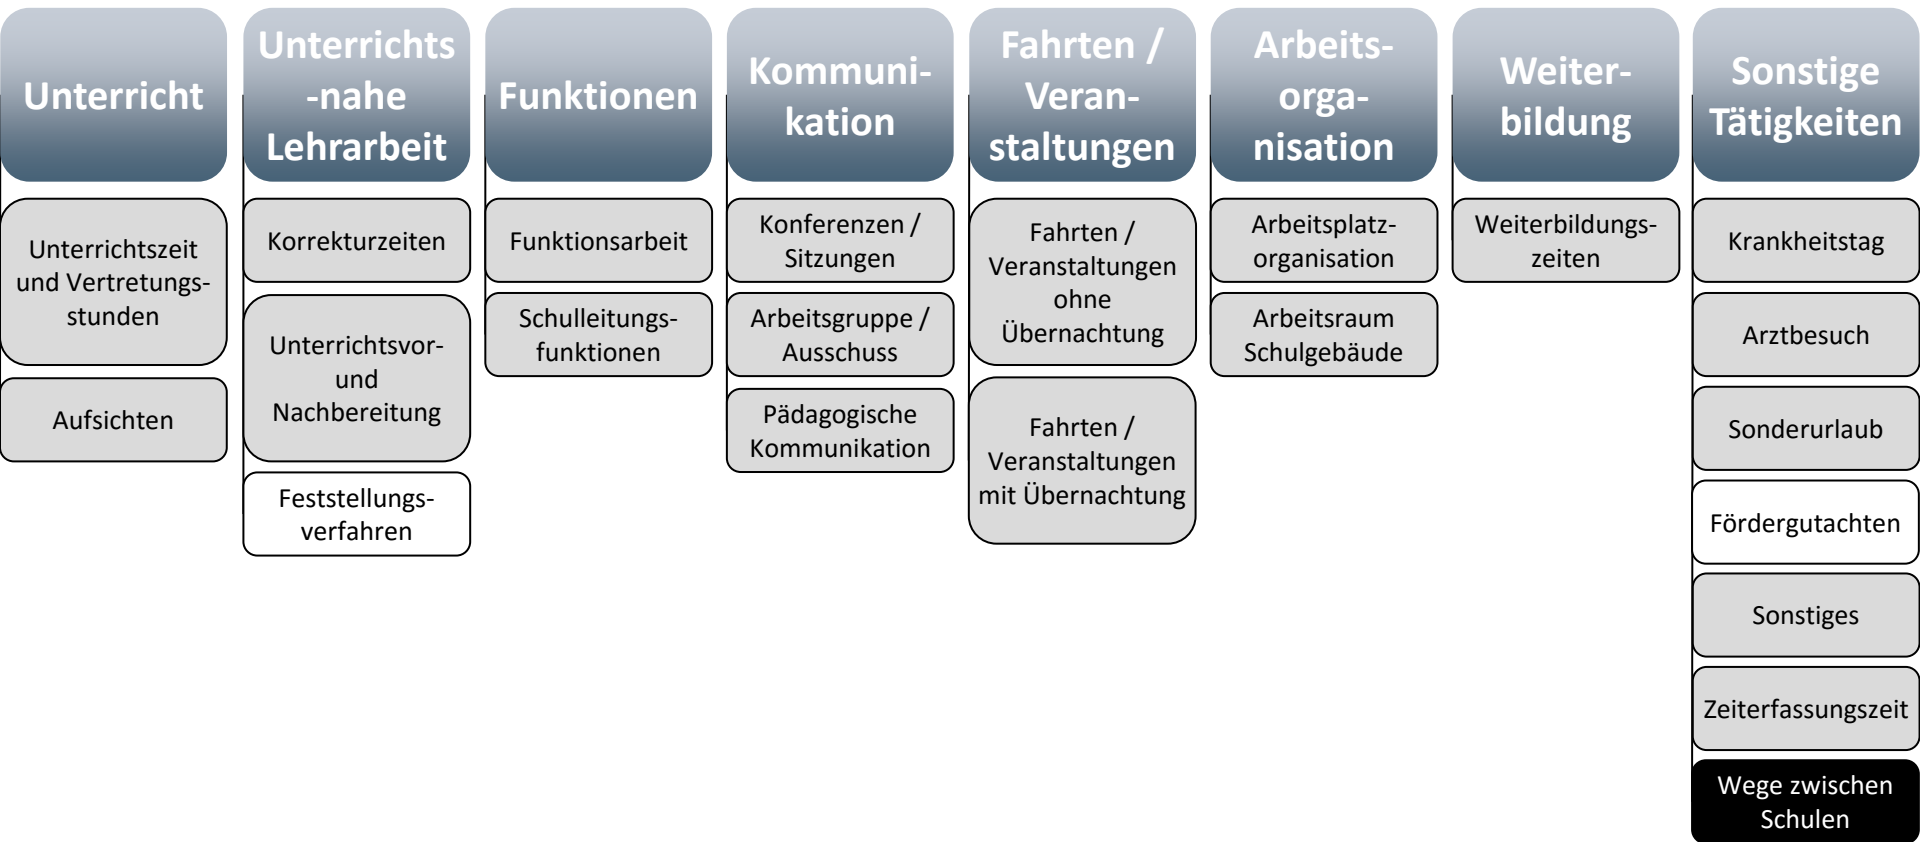 Unterricht
Unterrichtszeit
und Vertretungs-
stunden
Aufsichten
Unterrichts
-nahe
Lehrarbeit
Korrekturzeiten
Unterrichtsvor-
und
Nachbereitung
Feststellungs-
verfahren
Funktionen
Funktionsarbeit
Schulleitungs-
funktionen
Kommuni-
kation
Konferenzen /
Sitzungen
Arbeitsgruppe /
Ausschuss
Pädagogische
Kommunikation
Fahrten /
Veran-
staltungen
Fahrten /
Veranstaltungen
ohne
Übernachtung
Fahrten /
Veranstaltungen
mit Übernachtung
Arbeits-
orga-
nisation
Arbeitsplatz-
organisation
Arbeitsraum
Schulgebäude
Weiter-
bildung
Weiterbildungs-
zeiten
Sonstige
Tätigkeiten
Krankheitstag
Arztbesuch
Sonderurlaub
Fördergutachten
Sonstiges
Zeiterfassungszeit
Wege zwischen
Schulen